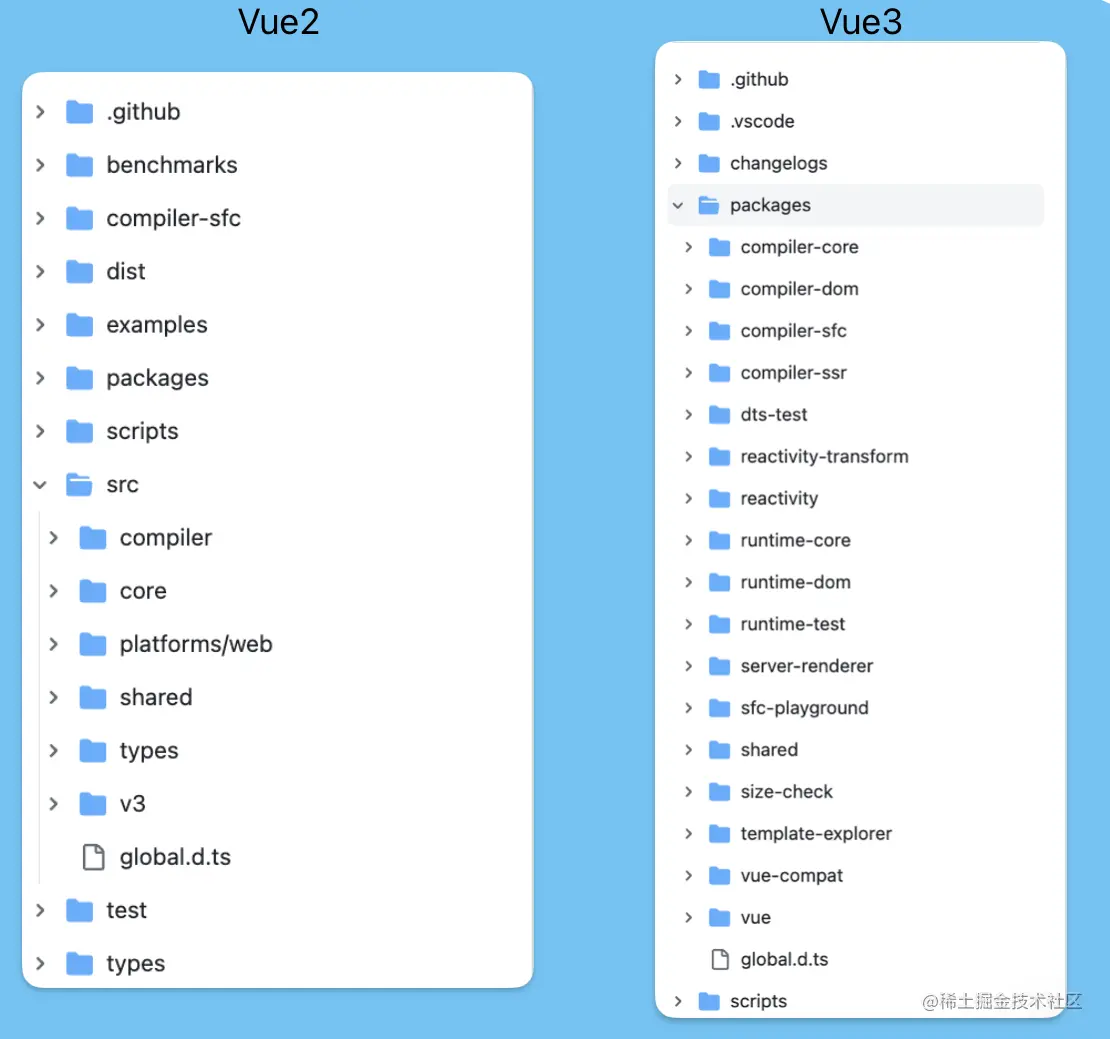 Vue2
.github
benchmarks
compiler-sfc
dist
examples
packages
scripts
src
compiler
core
platforms/web
shared
types
v3
global.d.ts
test
types
Vue3
.github
.vscode
changelogs
packages
compiler-core
compiler-dom
compiler-sfc
compiler-ssr
dts-test
reactivity-transform
reactivity
runtime-core
runtime-dom
runtime-test
server-renderer
sfc-playground
shared
size-check
template-explorer
vue-compat
vue
global.d.ts
scripts
@稀土掘金技术社区